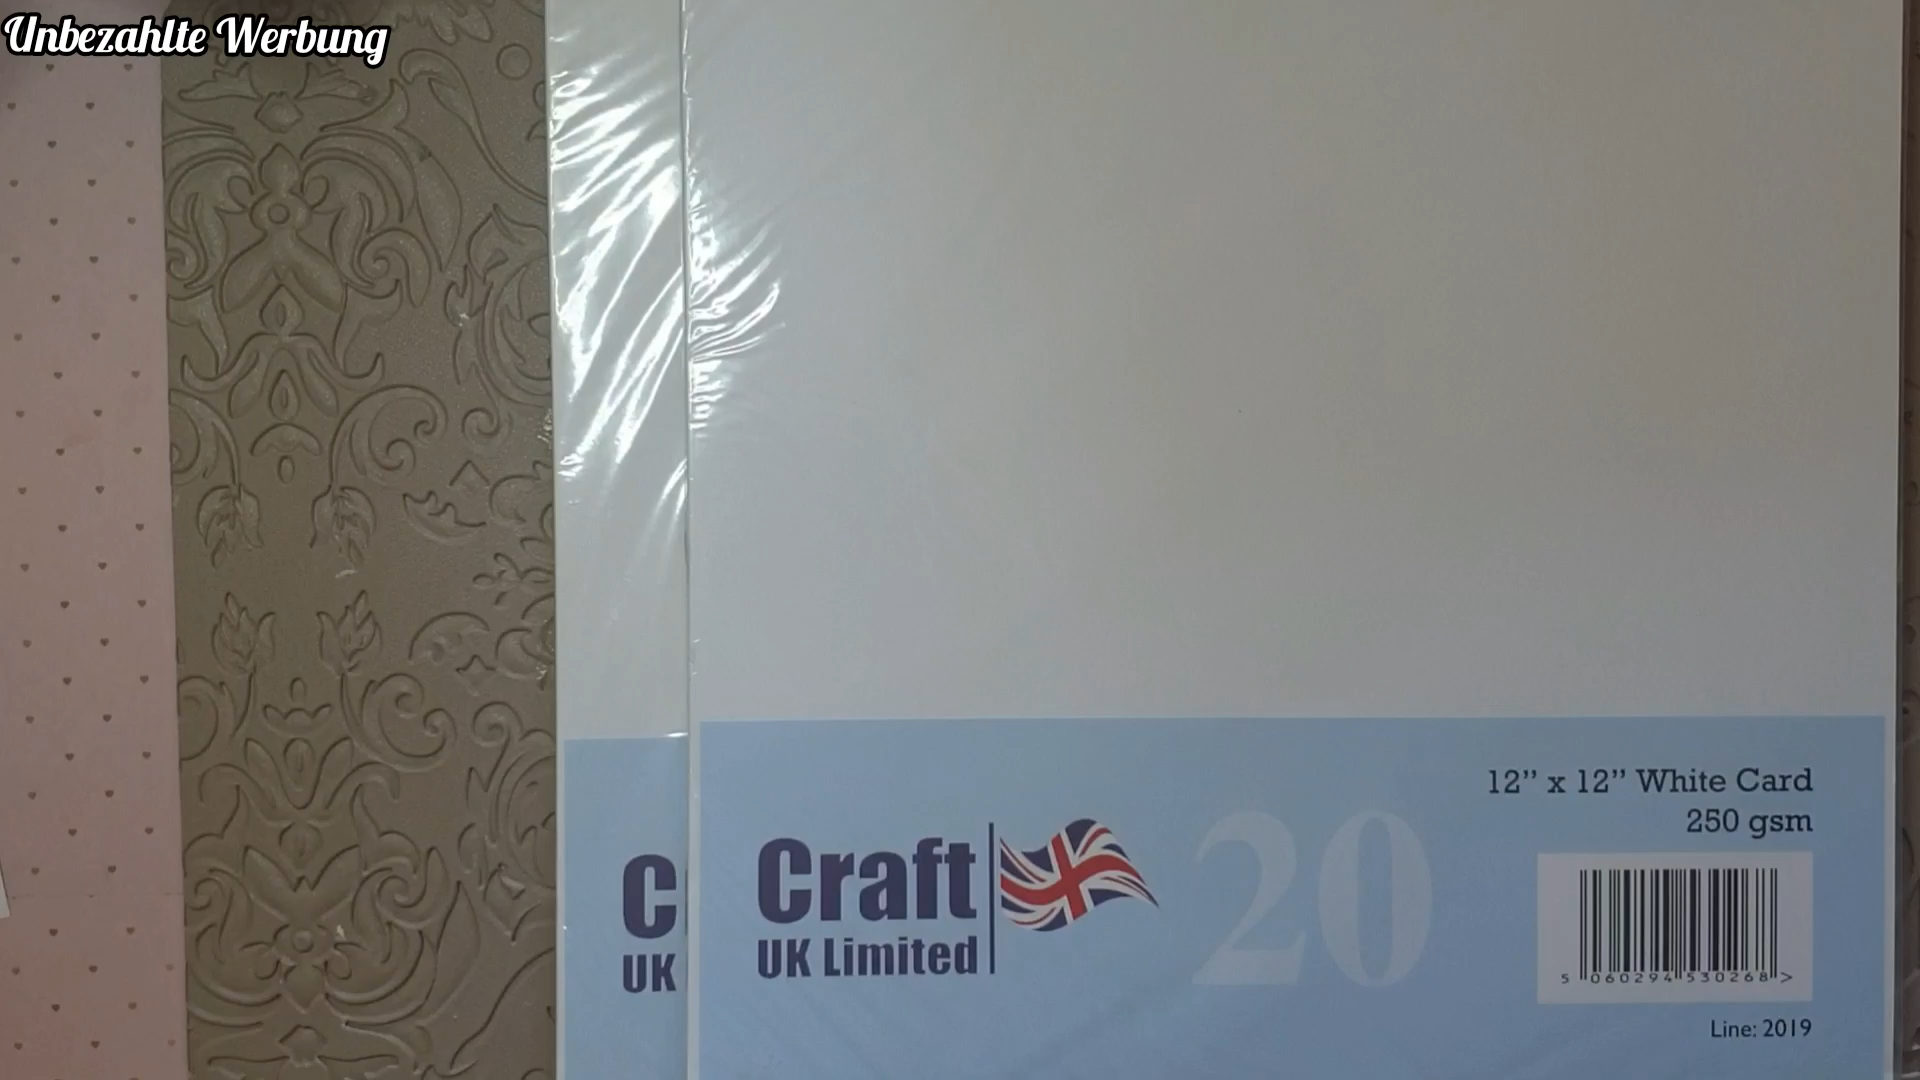 Unbezahlte Werbung
12” x 12” White Card
250 gsm
C
UK
Craft
UK Limited
20
5 060294 530268 >
Line: 2019